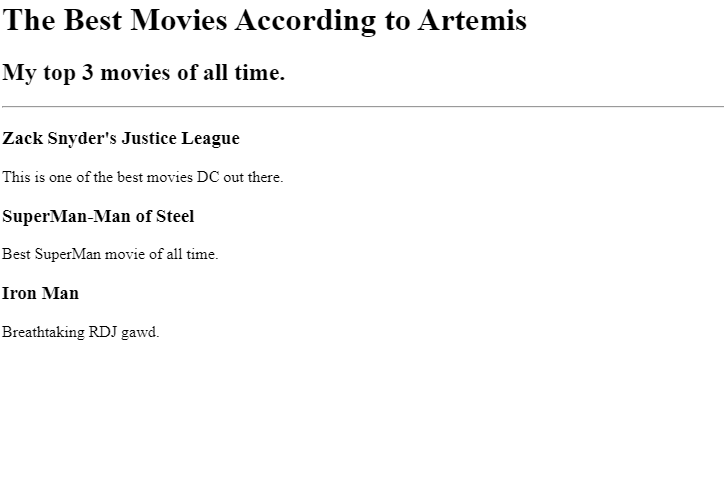 The Best Movies According to Artemis
My top 3 movies of all time.
Zack Snyder's Justice League
This is one of the best movies DC out there.
SuperMan-Man of Steel
Best SuperMan movie of all time.
Iron Man
Breathtaking RDJ gawd.